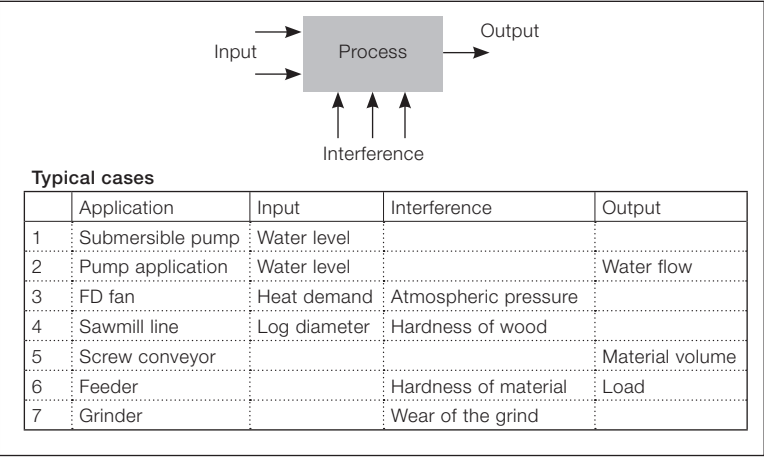 Output
Input Process
Interference
Typical cases
Application Input Interference Output
1 Submersible pump Water level
2 Pump application Water level Water flow
3 FD fan Heat demand Atmospheric pressure
4 Sawmill line Log diameter Hardness of wood
5 Screw conveyor Material volume
6 Feeder Hardness of material Load
7 Grinder Wear of the grind